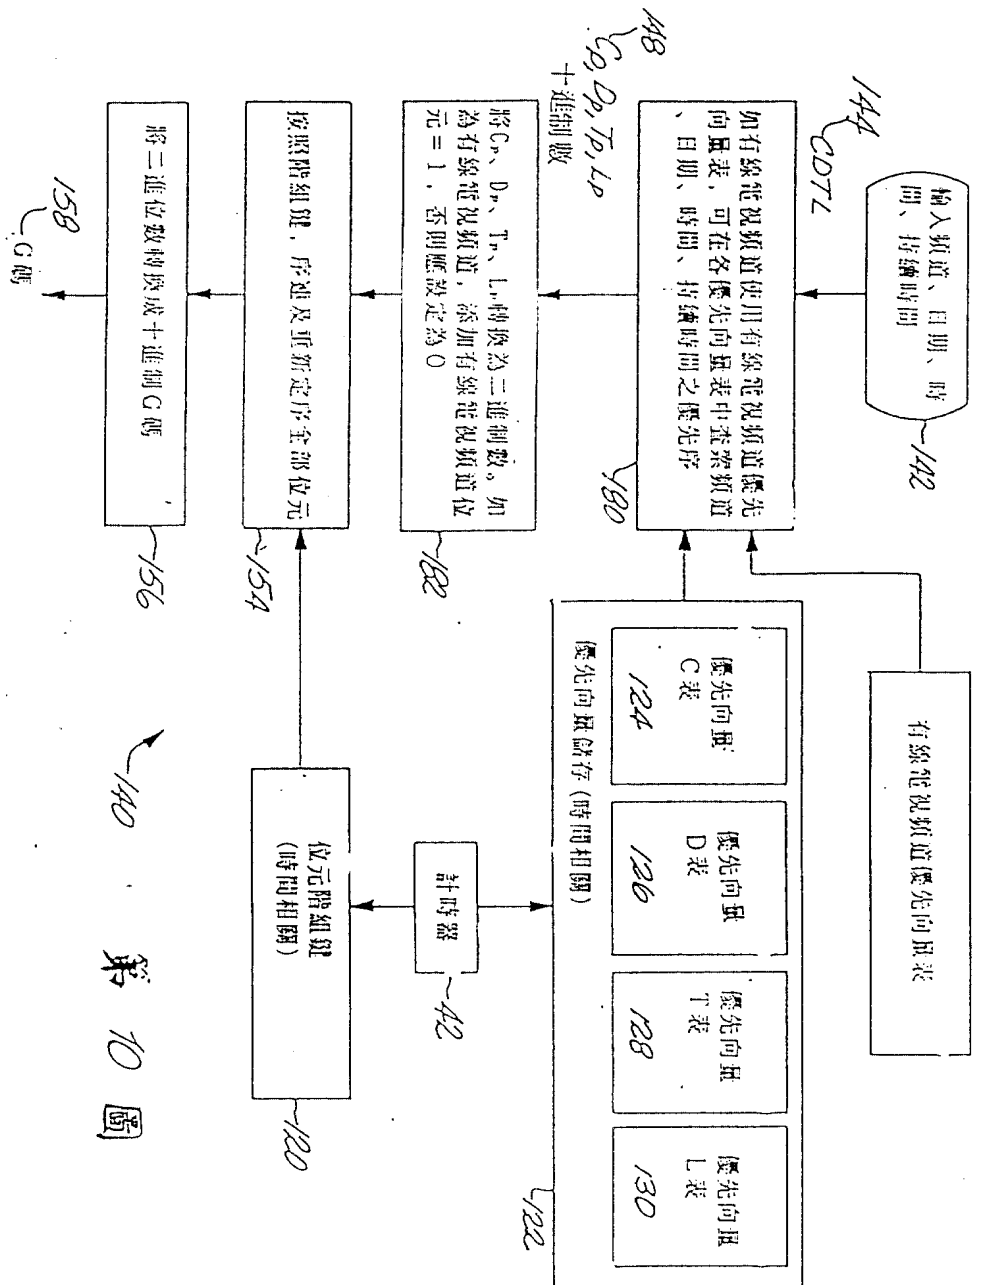 輸入頻道、日期、時
間、持續時間
142
144
CDTL
如有線電視頻道使用有線電視頻道優先
向量表，可在各優先向量表中查索頻道
、日期、時間、持續時間之優先序
180
148
Cp, Dp, Tp, Lp
十進制數
將Cp、Dp、Tp、Lp轉換為二進制數。如
為有線電視頻道，添加有線電視頻道位
元=1，否則應設定為0
182
按照階組鍵，序連及重新定序全部位元
154
將二進位數轉換成十進制G碼
156
158
G碼
有線電視頻道優先向量表
優先向量
C表
124
優先向量
D表
126
優先向量
T表
128
優先向量
L表
130
優先向量儲存(時間相關)
122
計時器
42
位元階組鍵
(時間相關)
120
140
第10圖